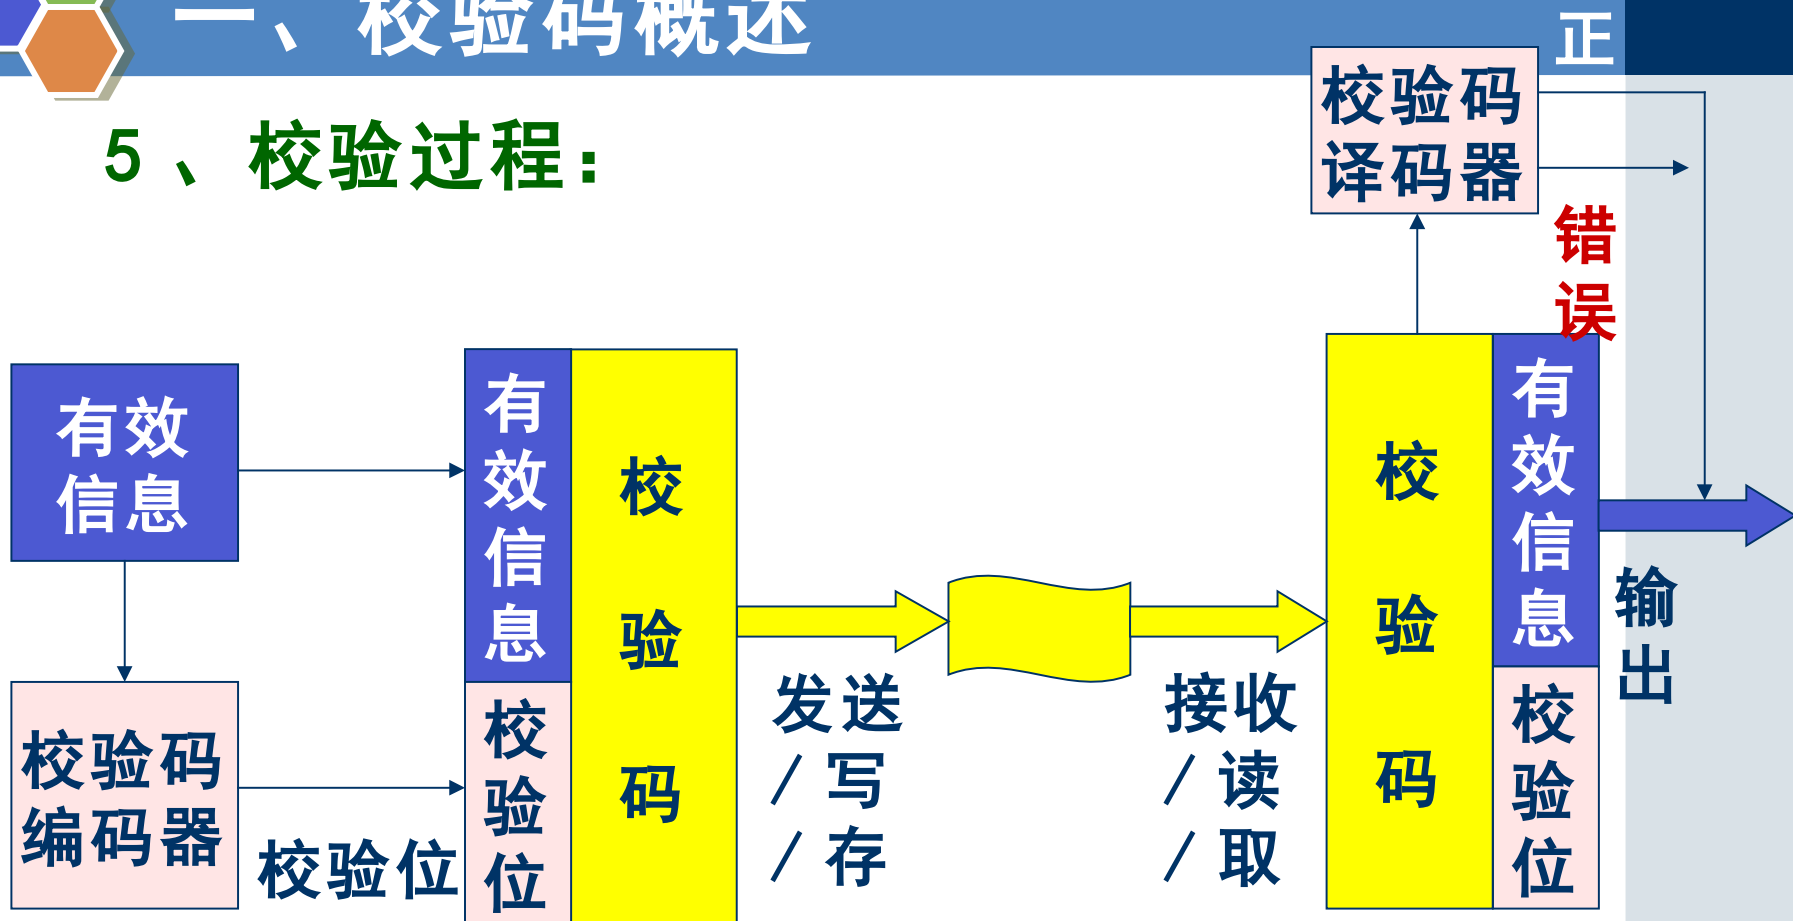 一、校验码概述
正
5、校验过程：
校验码
译码器
错
误
有效
信息
校验码
编码器
校验位
有
效
信
息
校
验
位
校
验
码
发送
/写
/存
接收
/读
/取
校
验
码
有
效
信
息
校
验
位
输
出